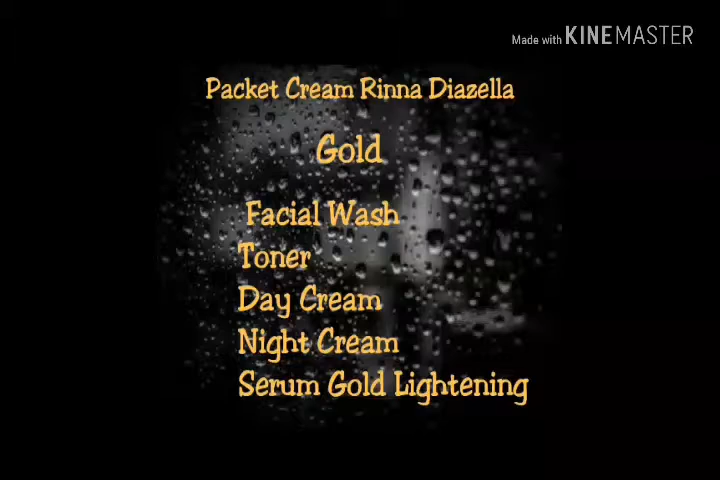 Made with KINEMASTER
Packet Cream Rinna Diazella
Gold
Facial Wash
Toner
Day Cream
Night Cream
Serum Gold Lightening